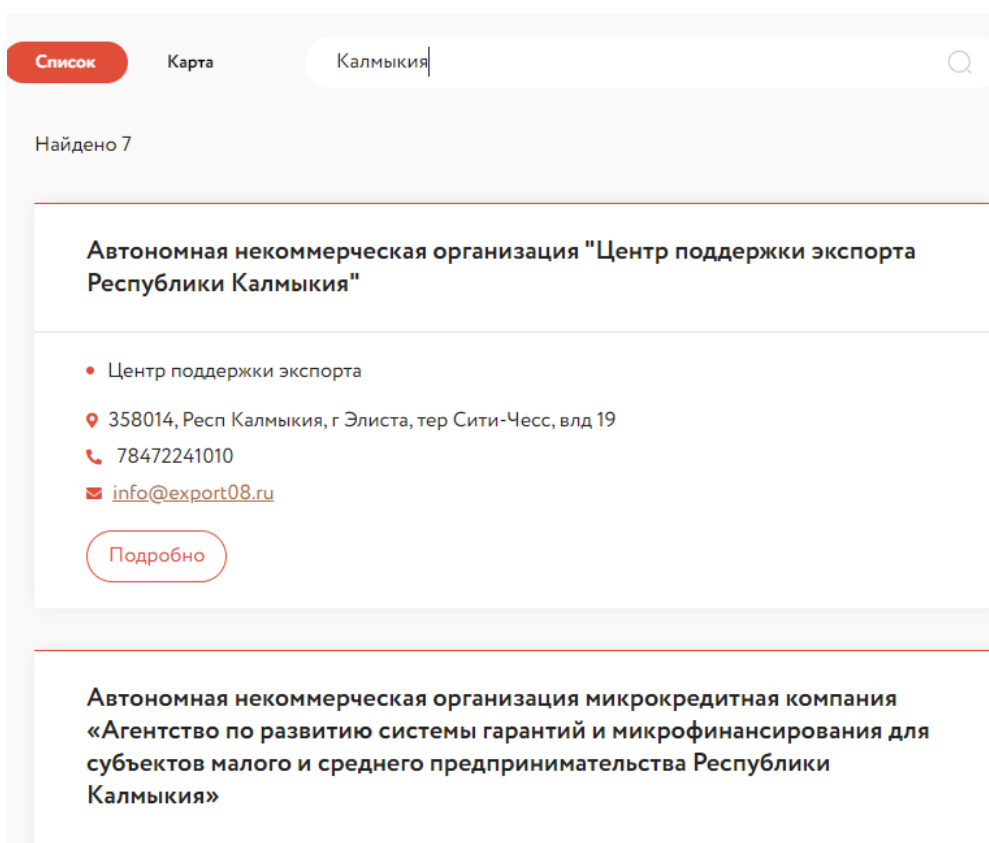 Список Карта Калмыкия
Найдено 7
Автономная некоммерческая организация "Центр поддержки экспорта
Республики Калмыкия"
Центр поддержки экспорта
358014, Респ Калмыкия, г Элиста, тер Сити-Чесс, влд 19
78472241010
info@export08.ru
Подробно
Автономная некоммерческая организация микрокредитная компания
«Агентство по развитию системы гарантий и микрофинансирования для
субъектов малого и среднего предпринимательства Республики
Калмыкия»